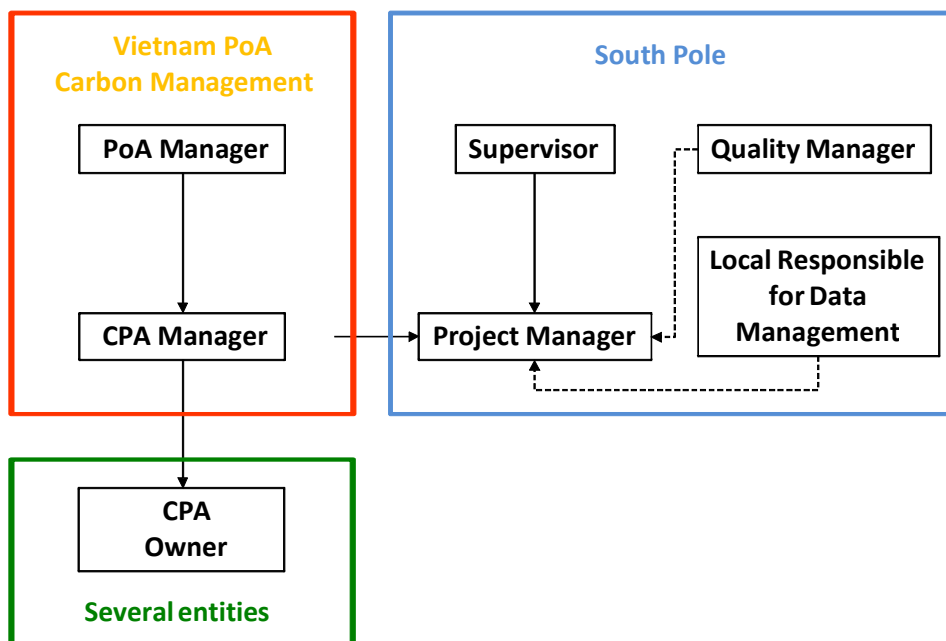 Vietnam PoA
Carbon Management
PoA Manager
CPA Manager
South Pole
Supervisor
Quality Manager
Local Responsible
for Data
Management
Project Manager
CPA
Owner
Several entities